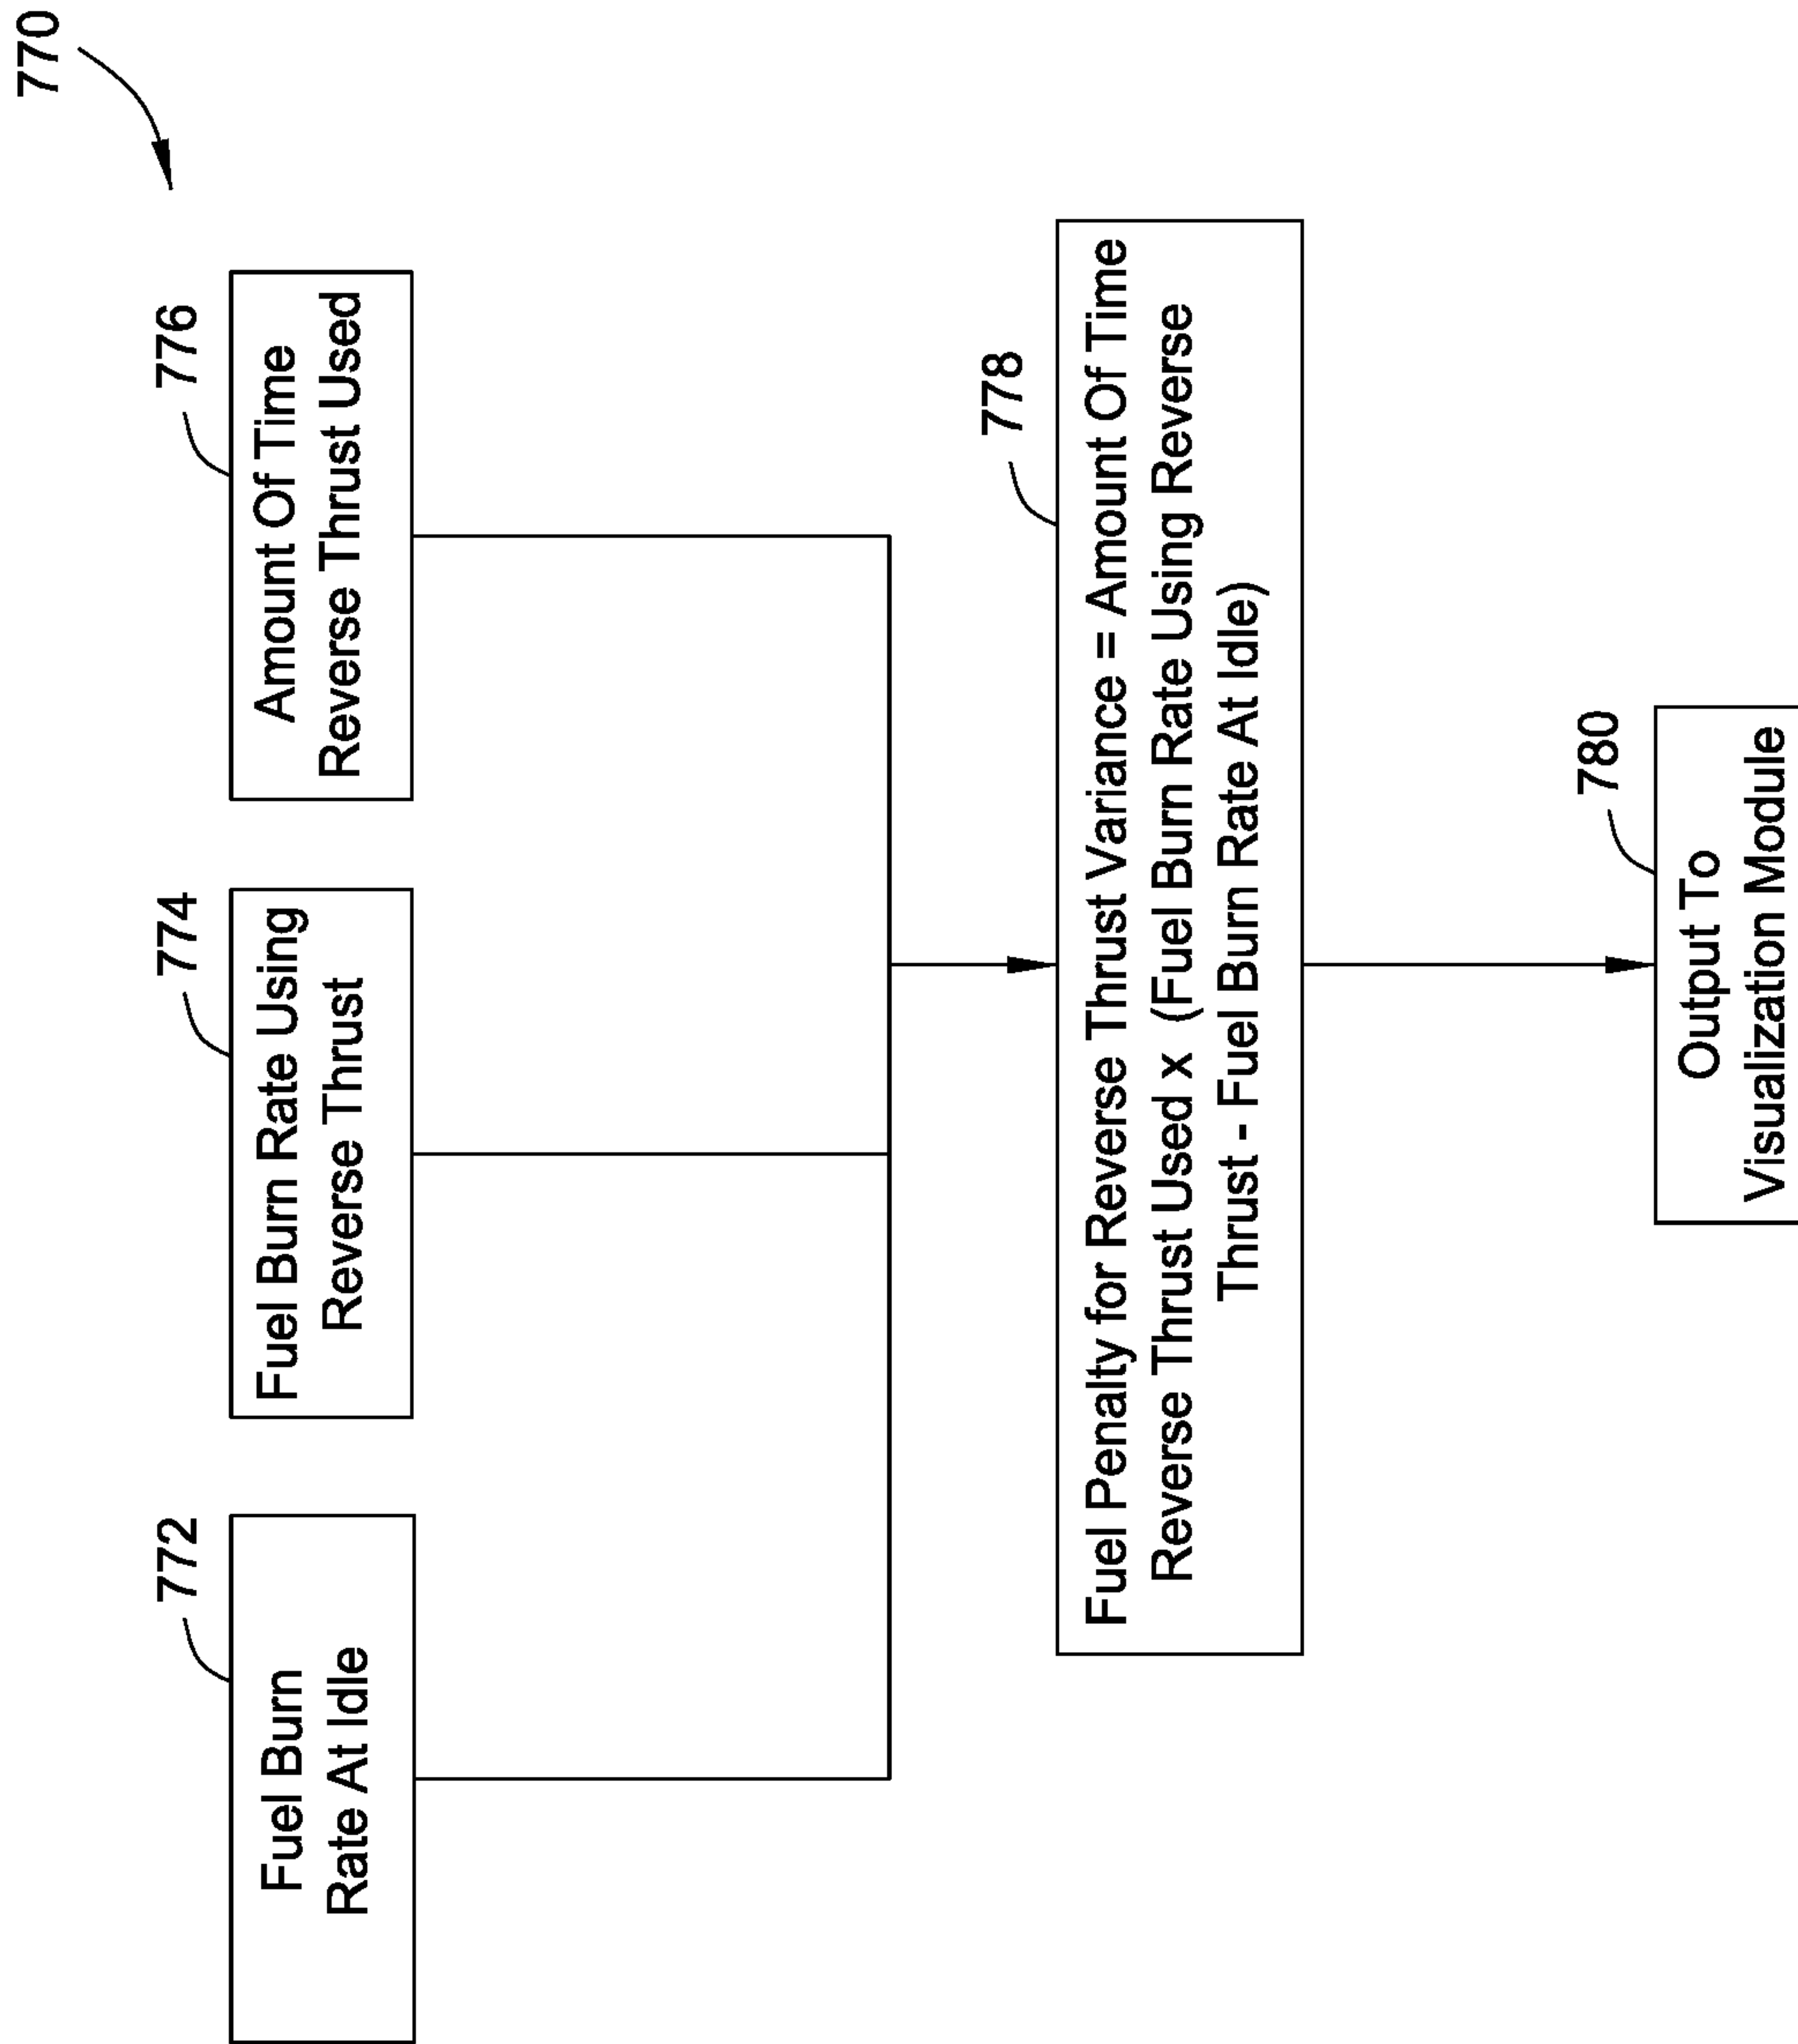 770
772
Fuel Burn
Rate At Idle
774
Fuel Burn Rate Using
Reverse Thrust
776
Amount Of Time
Reverse Thrust Used
778
Fuel Penalty for Reverse Thrust Variance = Amount Of Time
Reverse Thrust Used x (Fuel Burn Rate Using Reverse
Thrust - Fuel Burn Rate At Idle)
780
Output To
Visualization Module